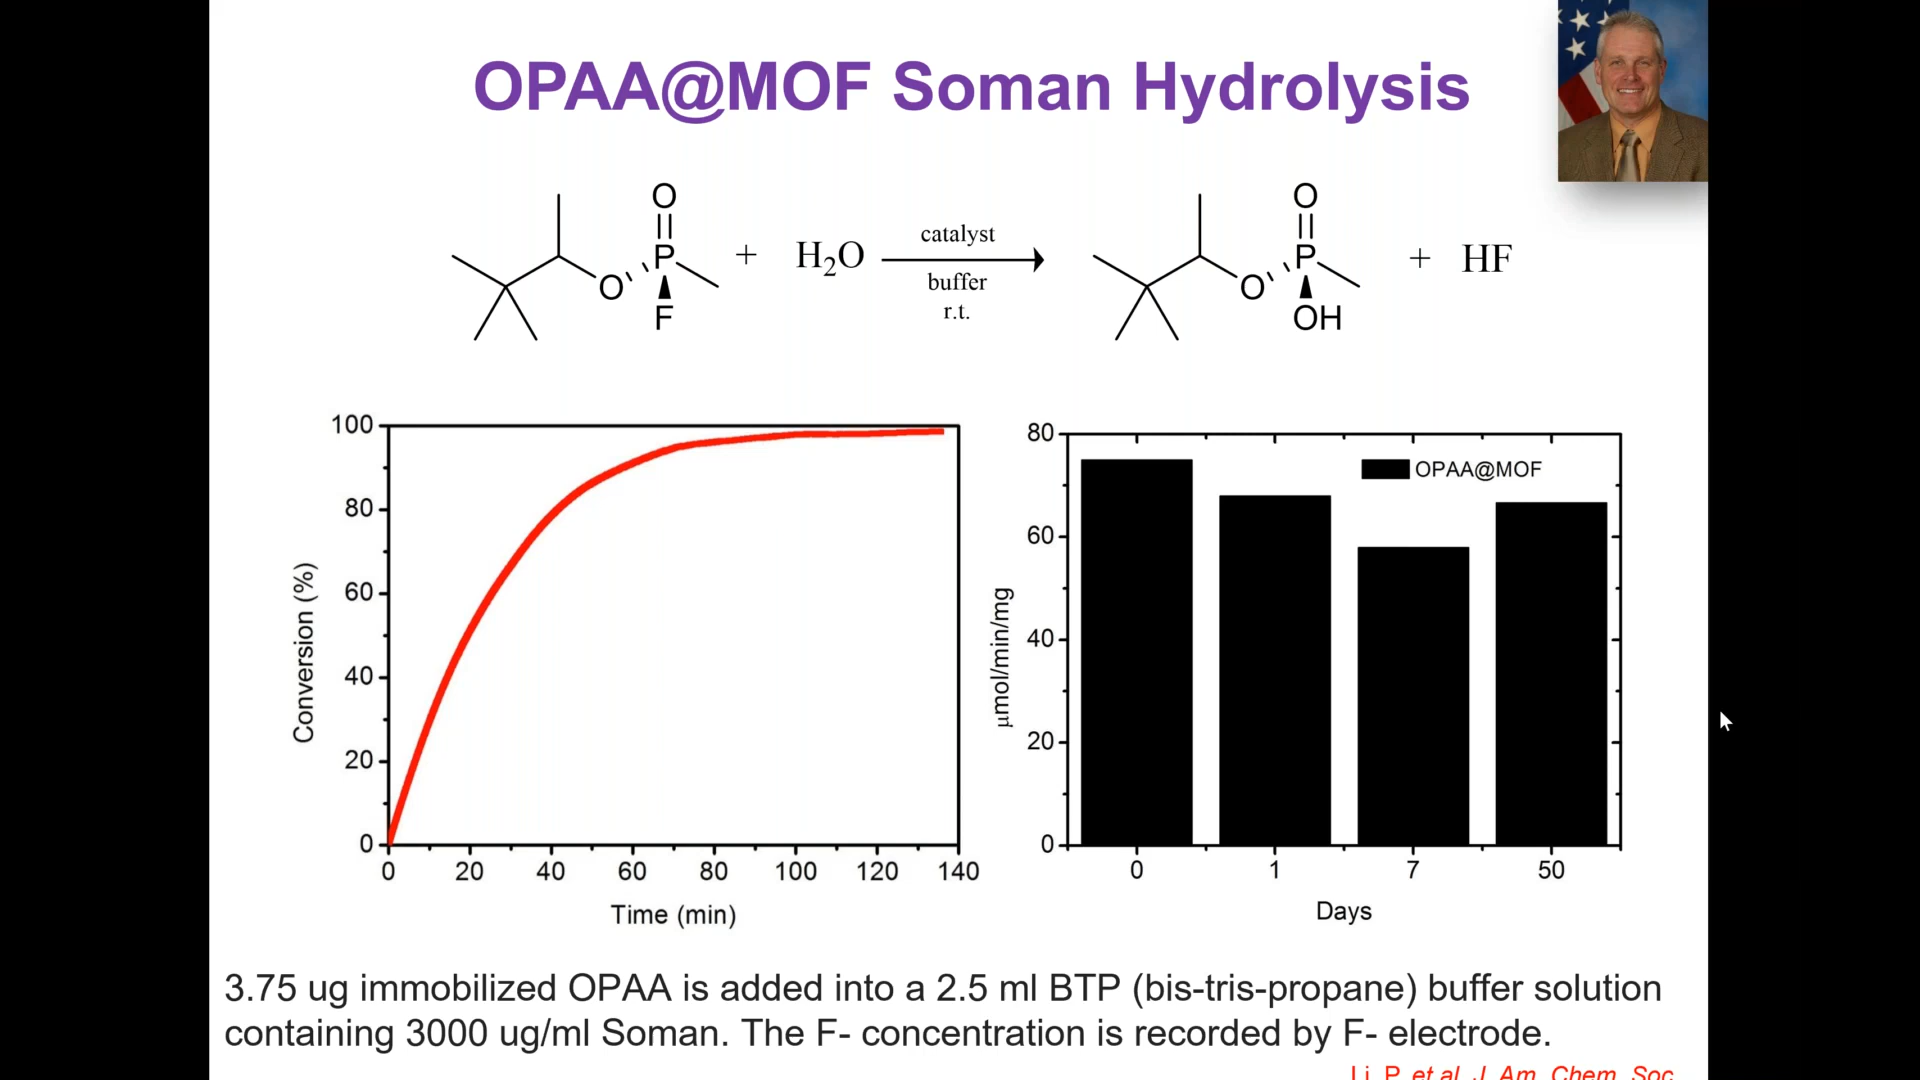 OPAA@MOF Soman Hydrolysis
O
P
O
F
+
H₂O
catalyst
buffer
r.t.
O
P
O
OH
+
HF
100
80
60
40
20
0
Conversion (%)
0 20 40 60 80 100 120 140
Time (min)
80
60
40
20
0
μmol/min/mg
OPAA@MOF
0 1 7 50
Days
3.75 ug immobilized OPAA is added into a 2.5 ml BTP (bis-tris-propane) buffer solution
containing 3000 ug/ml Soman. The F- concentration is recorded by F- electrode.
Li, P. et al. J. Am. Chem. Soc.